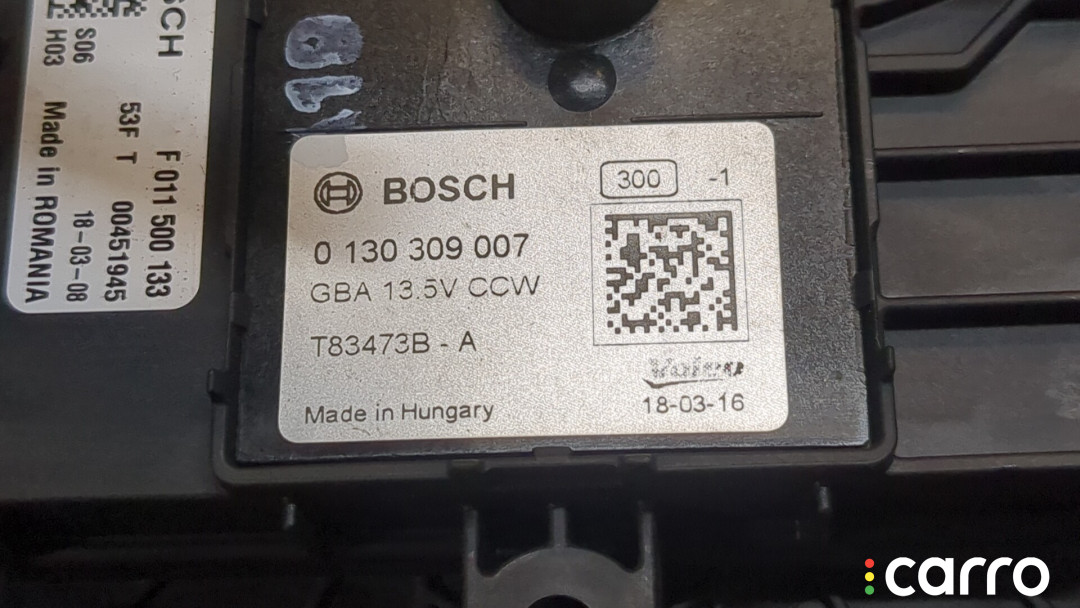 BOSCH
0 130 309 007
GBA 13.5V CCW
T83473B - A
Made in Hungary
300 -1
Valeo
18-03-16
SCH
F 011 500 133
53F T 00451945
S06 18-03-08
H03 Made in ROMANIA
carro